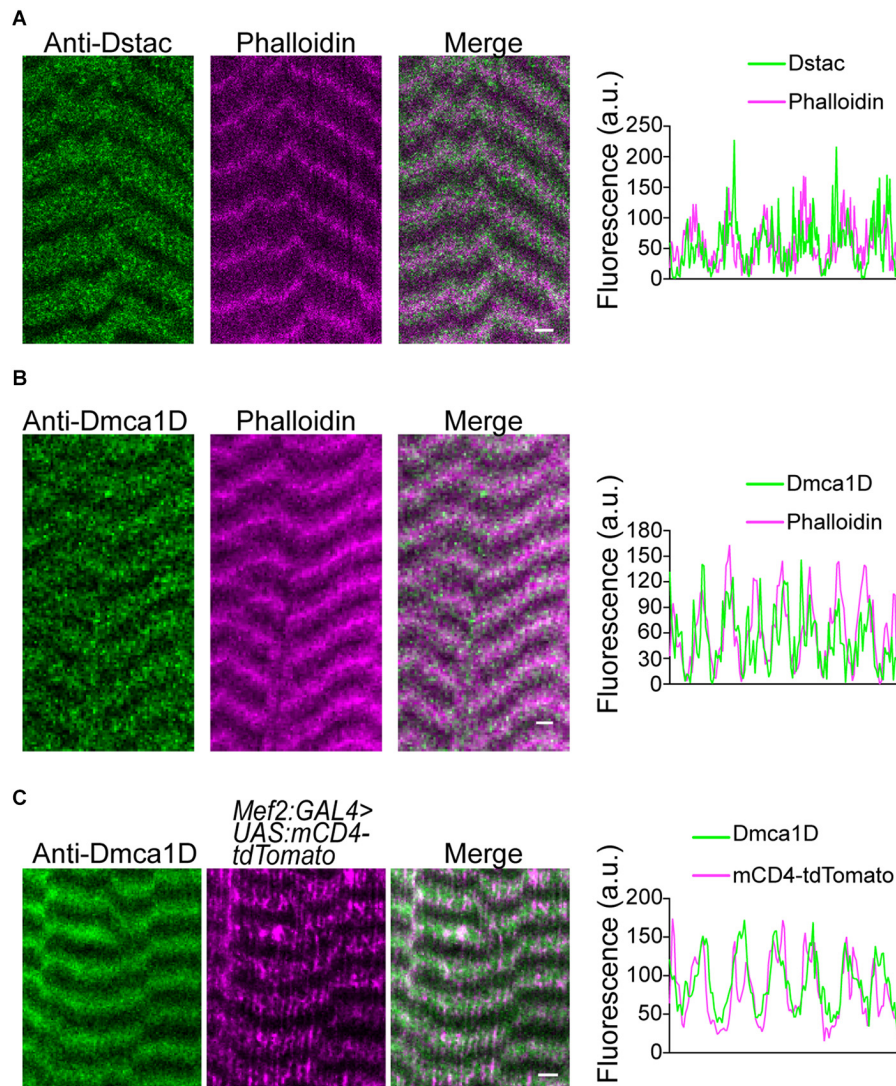 A
Anti-Dstac Phalloidin Merge
Dstac
Phalloidin
Fluorescence (a.u.)
250
200
150
100
50
0
B
Anti-Dmca1D Phalloidin Merge
Dmca1D
Phalloidin
Fluorescence (a.u.)
180
150
120
90
60
30
0
C
Anti-Dmca1D
Mef2:GAL4>
UAS:mCD4-
tdTomato
Merge
Dmca1D
mCD4-tdTomato
Fluorescence (a.u.)
200
150
100
50
0